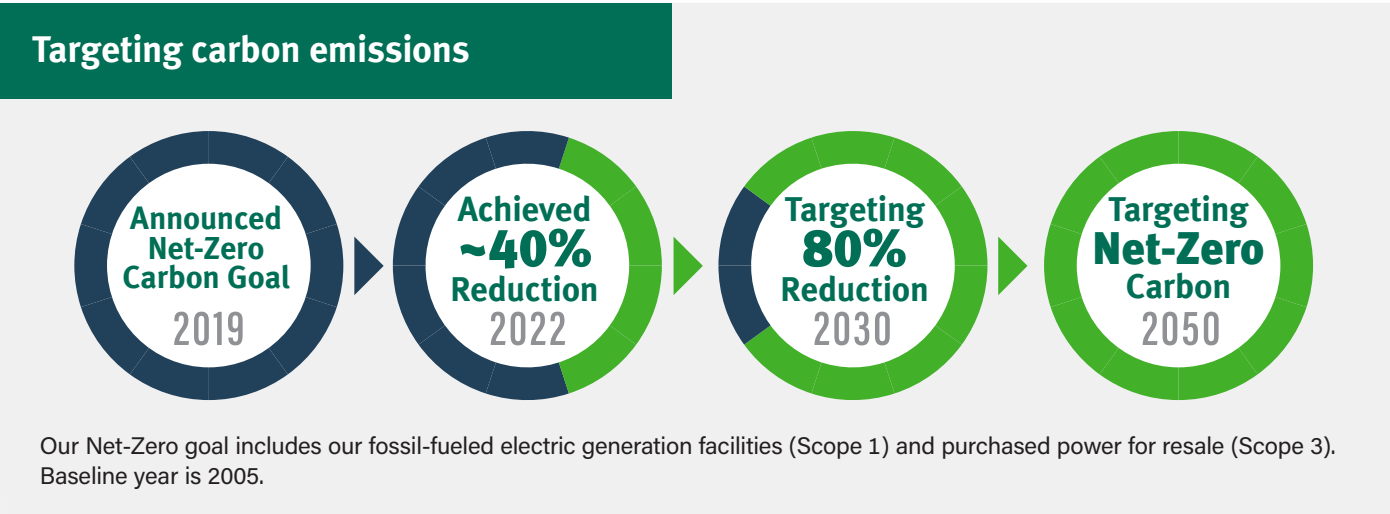 Targeting carbon emissions
Announced
Net-Zero
Carbon Goal
2019
Achieved
~40%
Reduction
2022
Targeting
80%
Reduction
2030
Targeting
Net-Zero
Carbon
2050
Our Net-Zero goal includes our fossil-fueled electric generation facilities (Scope 1) and purchased power for resale (Scope 3).
Baseline year is 2005.